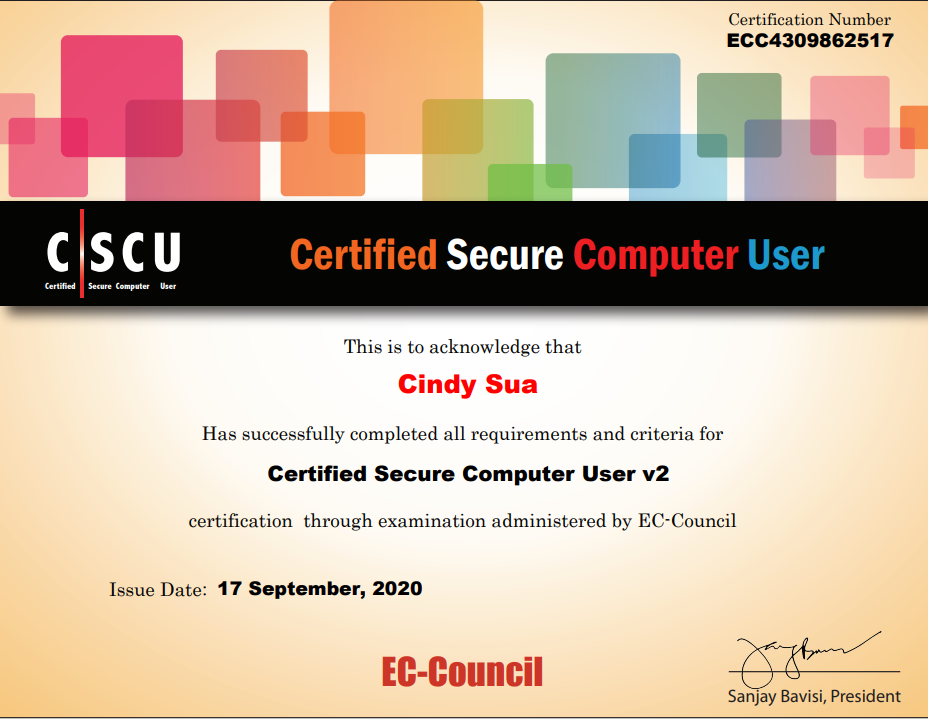 Certification Number
ECC4309862517
CSCU
Certified Secure Computer User
Certified Secure Computer User
This is to acknowledge that
Cindy Sua
Has successfully completed all requirements and criteria for
Certified Secure Computer User v2
certification through examination administered by EC-Council
Issue Date: 17 September, 2020
EC-Council
Sanjay Bavisi, President